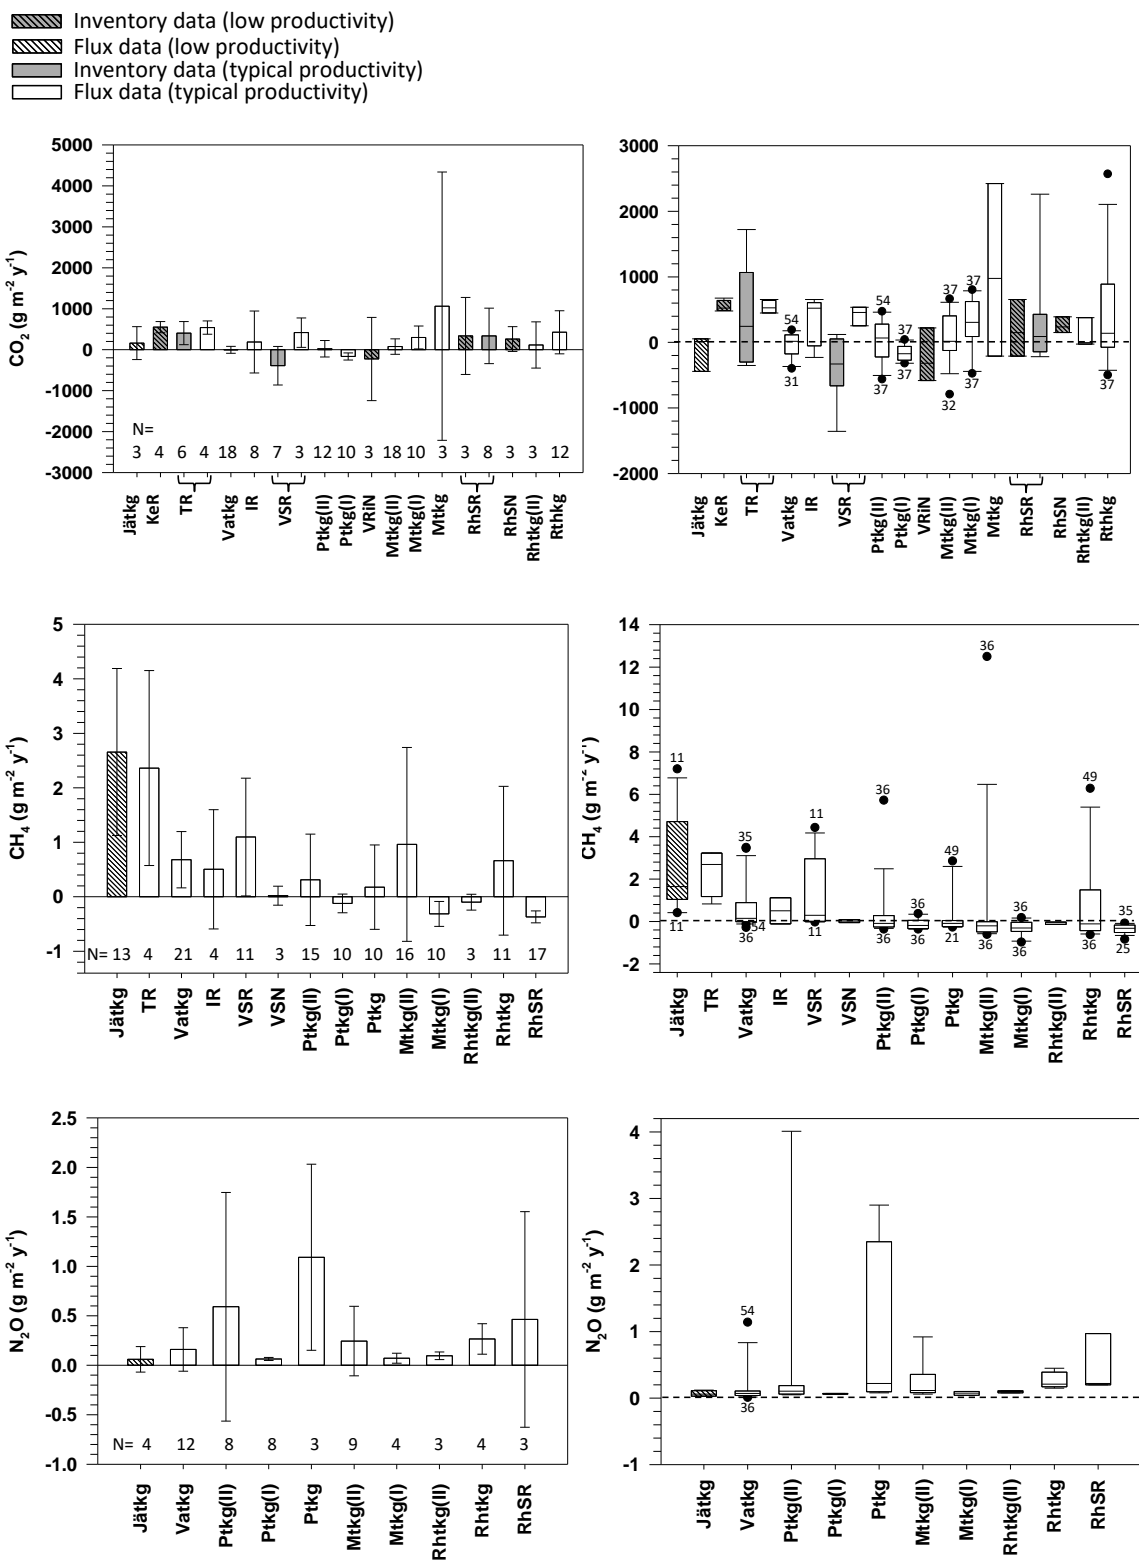 Inventory data (low productivity)
Flux data (low productivity)
Inventory data (typical productivity)
Flux data (typical productivity)
CO2 (g m-2 y-1)
5000
4000
3000
2000
1000
0
-1000
-2000
-3000
N=
3 4 6 4 18 8 7 3 12 10 3 18 10 3 3 8 3 3 12
Jätkg KeR TR Vatkg IR VSR Ptkg(II) Ptkg(I) VRiN Mtkg(II) Mtkg(I) Mtkg RhSR RhSN Rhtkg(II) Rthkg
3000
2000
1000
0
-1000
-2000
54 31 54 37 37 37 37 32 37 37 37
Jätkg KeR TR Vatkg IR VSR Ptkg(II) Ptkg(I) VRiN Mtkg(II) Mtkg(I) Mtkg RhSR RhSN Rhtkg(II) Rthkg
CH4 (g m-2 y-1)
5
4
3
2
1
0
-1
N= 13 4 21 4 11 3 15 10 10 16 10 3 11 17
Jätkg TR Vatkg IR VSR VSN Ptkg(II) Ptkg(I) Ptkg Mtkg(II) Mtkg(I) Rhtkg(II) Rhtkg RhSR
CH4 (g m-2 y-1)
14
12
10
8
6
4
2
0
-2
11 11 35 36 54 11 11 36 36 36 36 49 21 36 36 36 36 49 36 35 25
Jätkg TR Vatkg IR VSR VSN Ptkg(II) Ptkg(I) Ptkg Mtkg(II) Mtkg(I) Rhtkg(II) Rhtkg RhSR
N2O (g m-2 y-1)
2.5
2.0
1.5
1.0
0.5
0.0
-0.5
-1.0
N= 4 12 8 8 3 9 4 3 4 3
Jätkg Vatkg Ptkg(II) Ptkg(I) Ptkg Mtkg(II) Mtkg(I) Rhtkg(II) Rhtkg RhSR
N2O (g m-2 y-1)
4
3
2
1
0
-1
54
36
Jätkg Vatkg Ptkg(II) Ptkg(I) Ptkg Mtkg(II) Mtkg(I) Rhtkg(II) Rhtkg RhSR